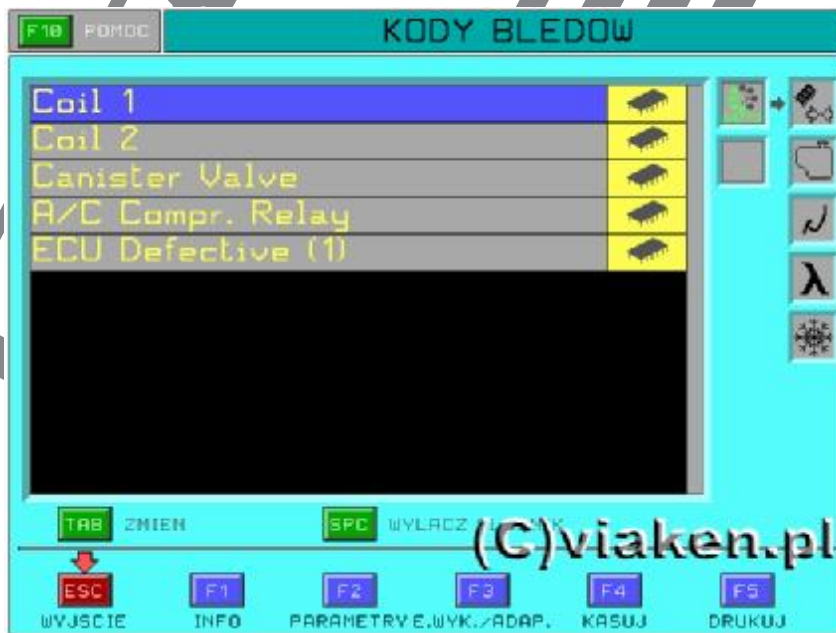 F10 POMOC KODY BLEDOW
Coil 1
Coil 2
Canister Valve
A/C Compr. Relay
ECU Defective (1)
λ
TAB ZMIEN SPC WYLACZ
(C)viaken.pl
ESC F1 F2 F3 F4 F5
WYJSCIE INFO PARAMETRY E.WYK./ADAP. KASUJ DRUKUJ